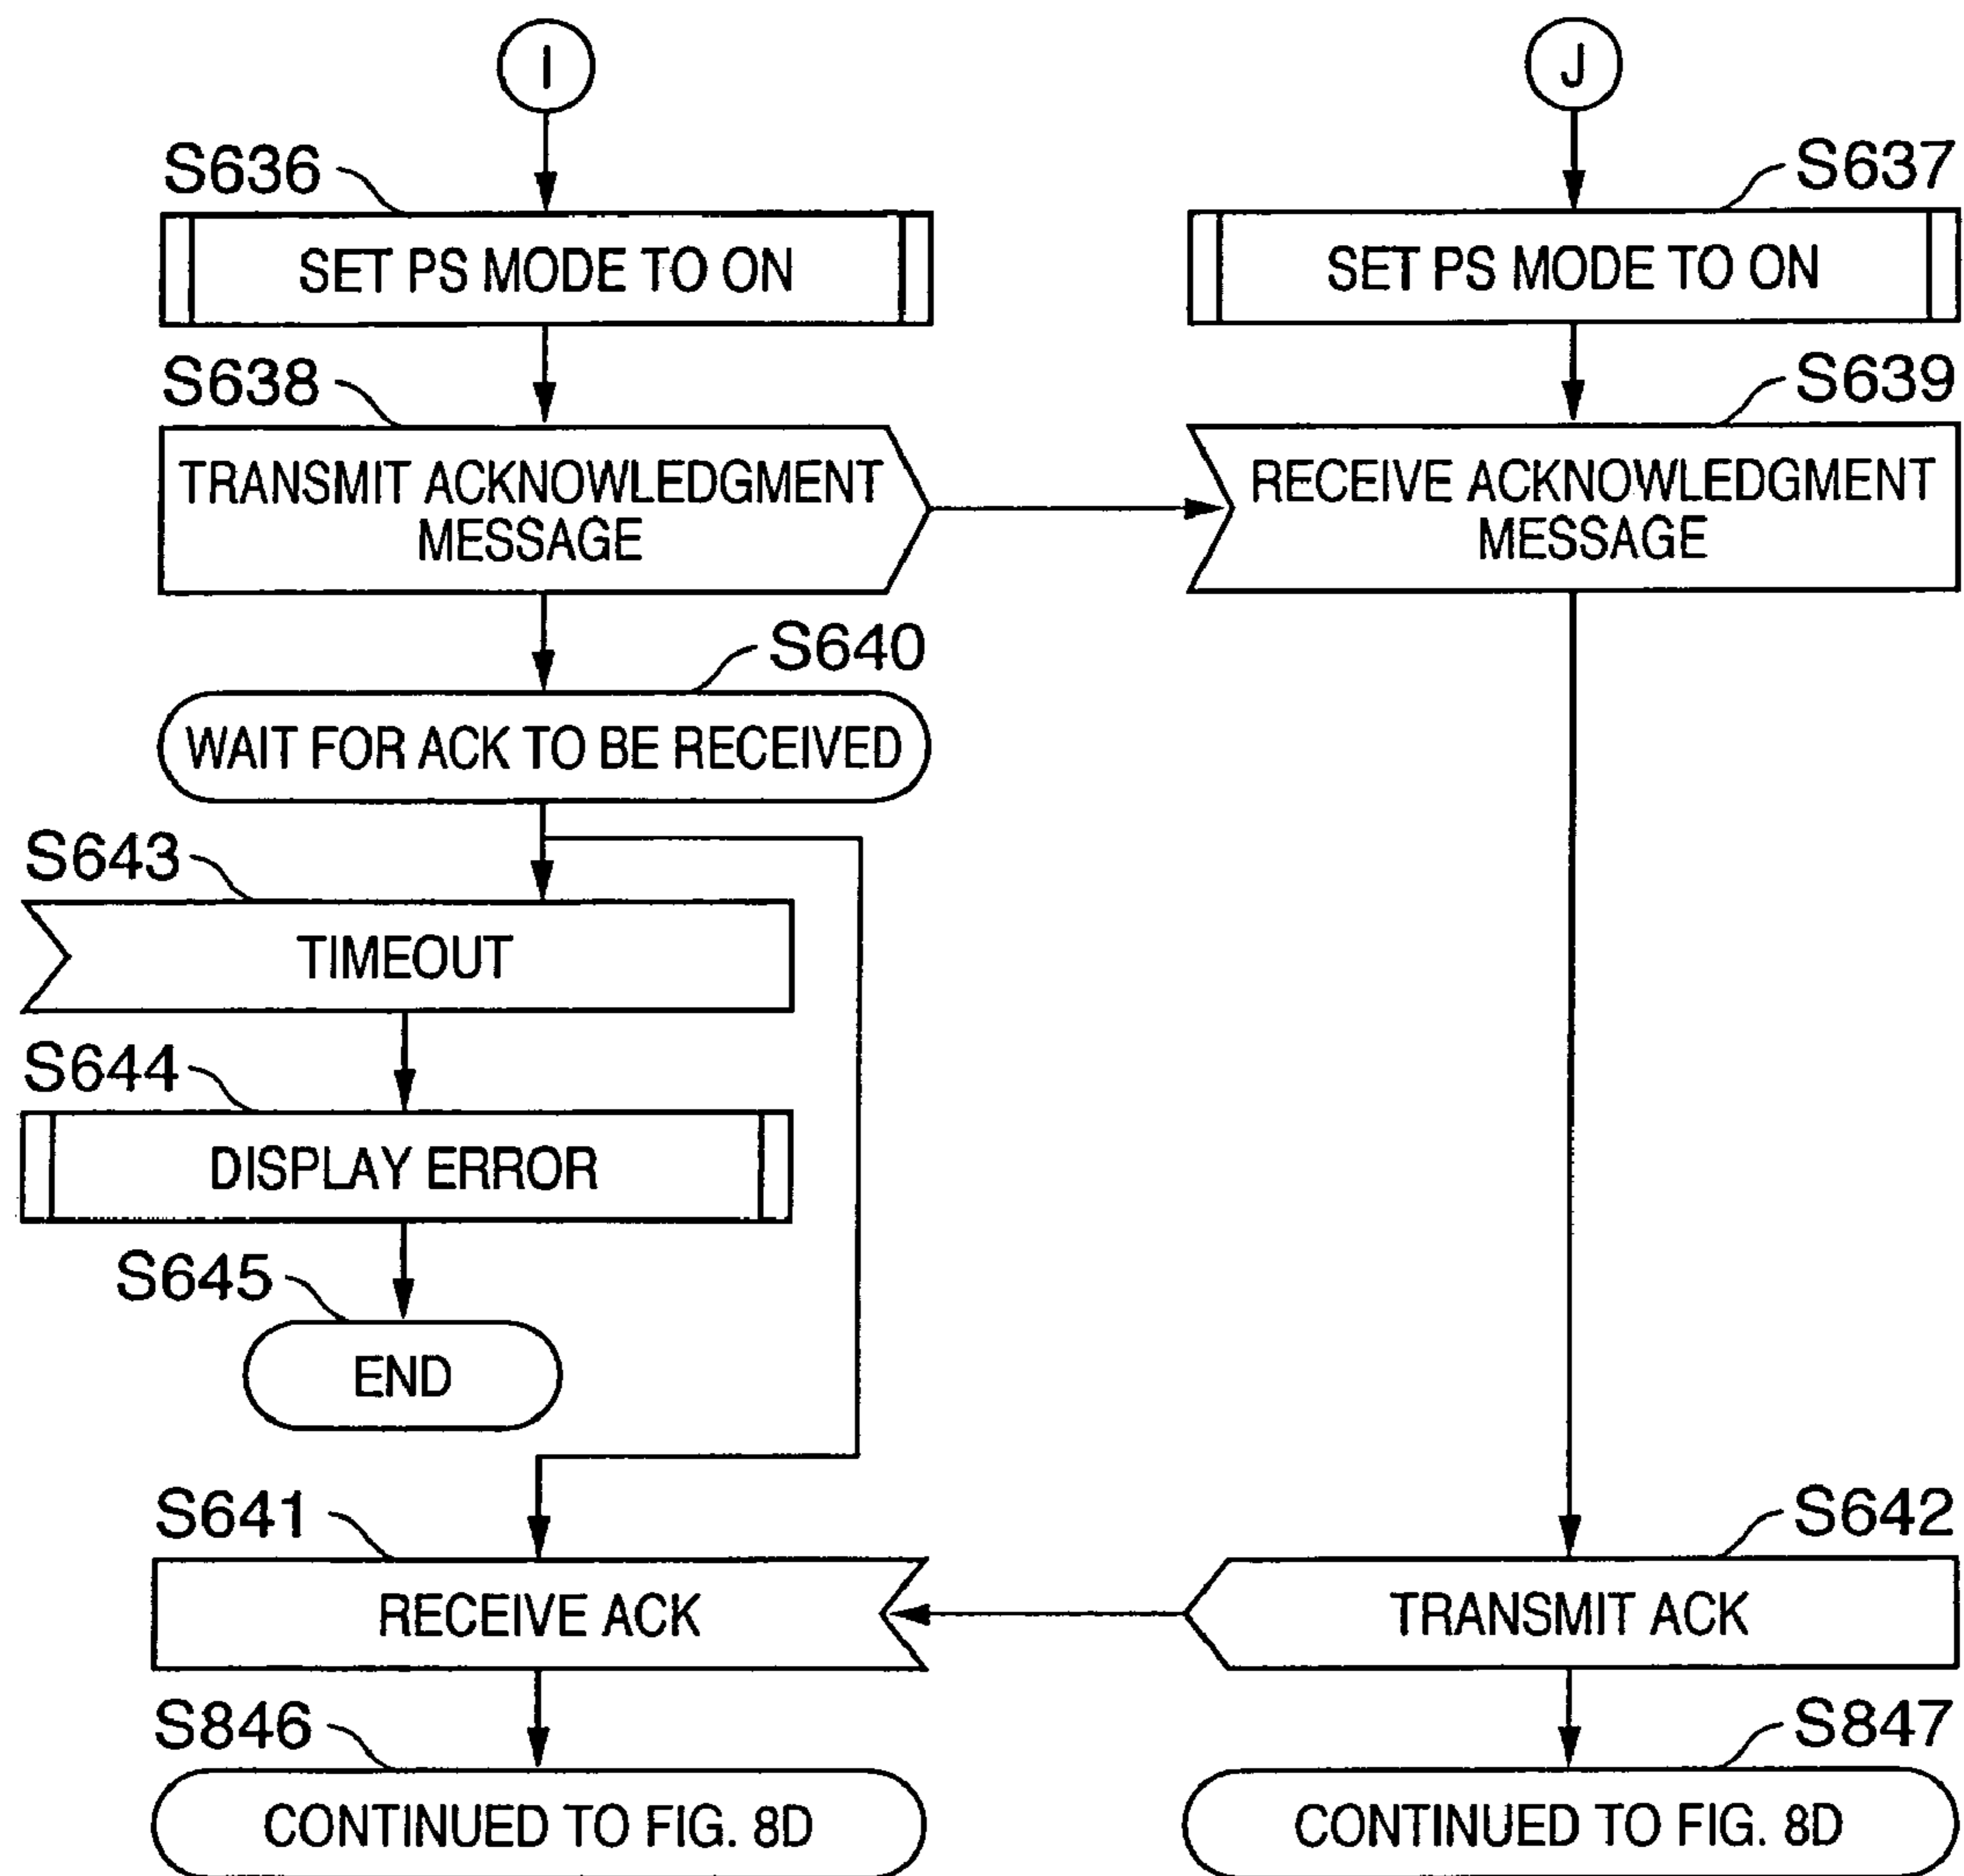 I
J
S636
S637
SET PS MODE TO ON
SET PS MODE TO ON
S638
S639
TRANSMIT ACKNOWLEDGMENT
MESSAGE
RECEIVE ACKNOWLEDGMENT
MESSAGE
S640
WAIT FOR ACK TO BE RECEIVED
S643
TIMEOUT
S644
DISPLAY ERROR
S645
END
S641
S642
RECEIVE ACK
TRANSMIT ACK
S846
S847
CONTINUED TO FIG. 8D
CONTINUED TO FIG. 8D